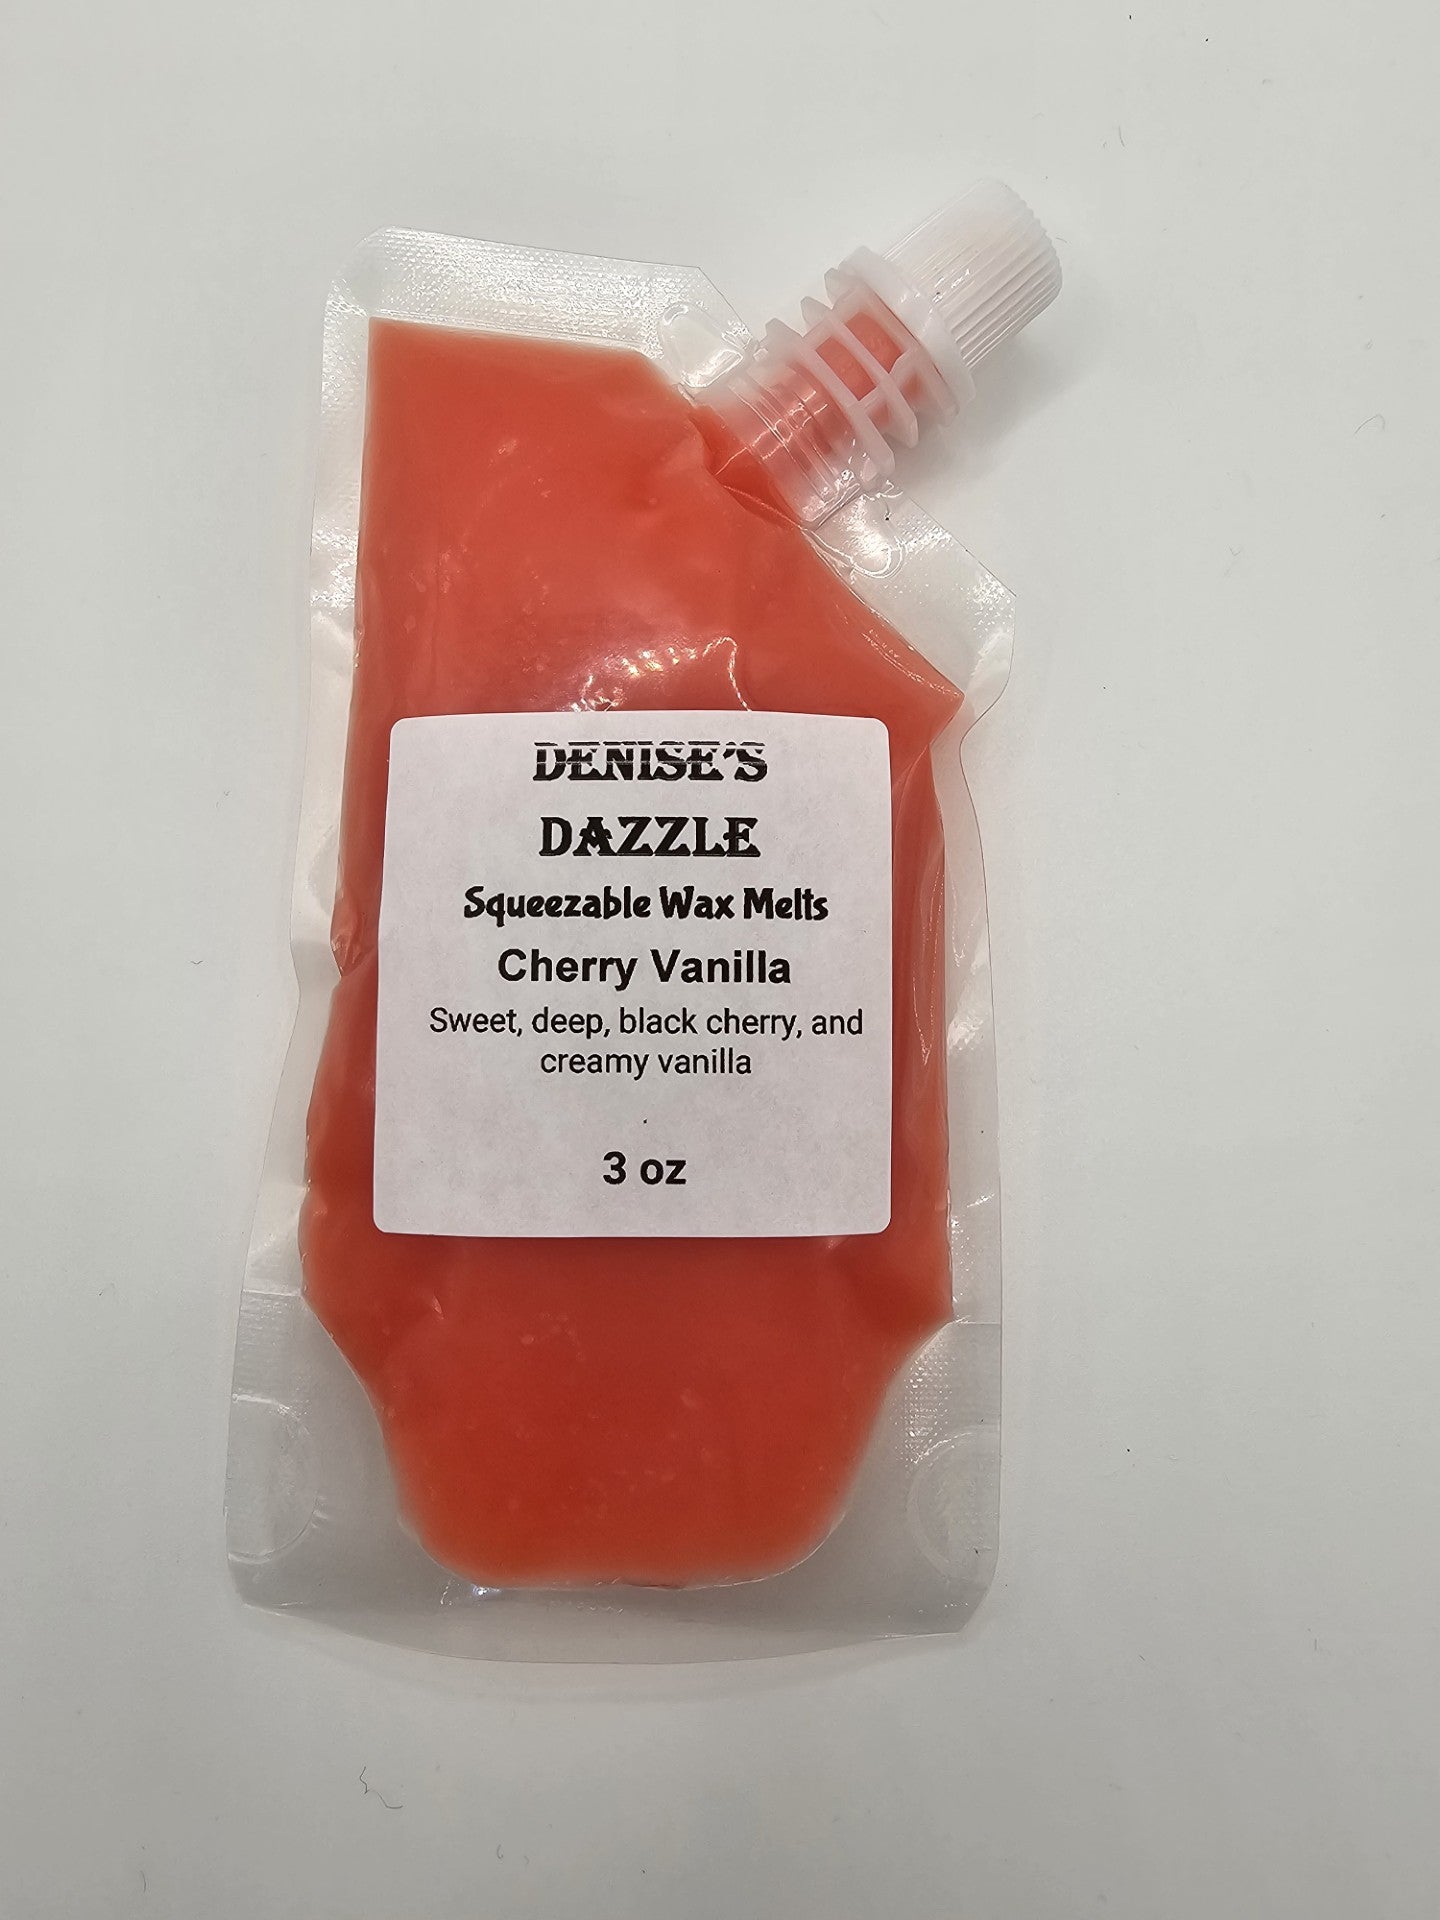 DENISE'S
DAZZLE
Squeezable Wax Melts
Cherry Vanilla
Sweet, deep, black cherry, and
creamy vanilla
3 oz